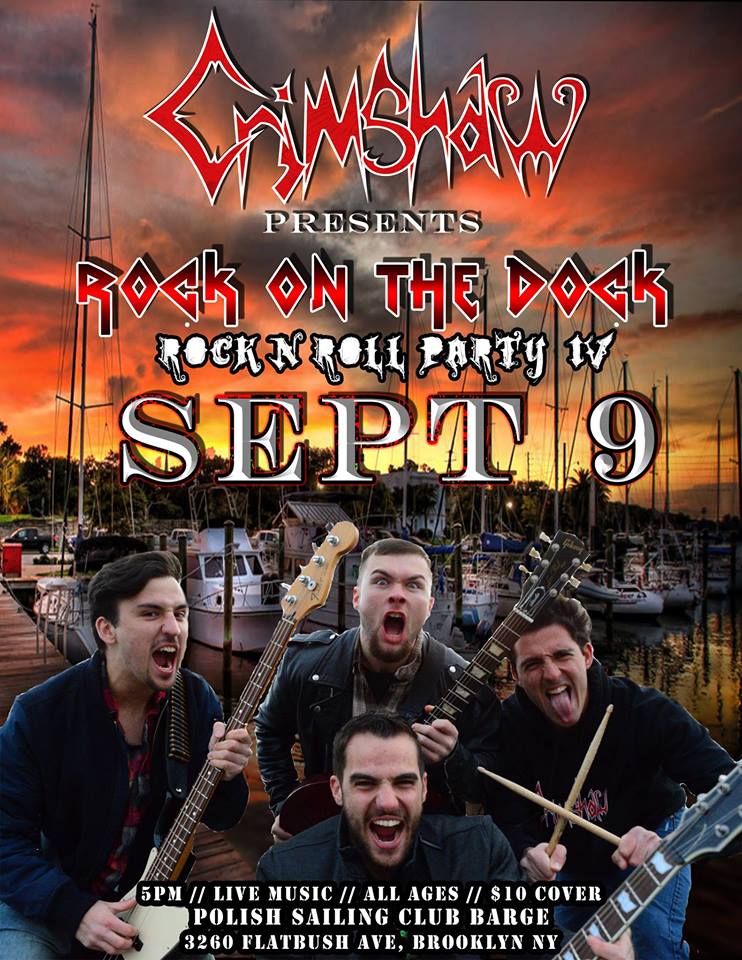 Grimshaw
PRESENTS
ROCK ON THE DOCK
ROCK N ROLL PARTY IV
SEPT 9
Grimshaw
5PM // LIVE MUSIC // ALL AGES // $10 COVER
POLISH SAILING CLUB BARGE
3260 FLATBUSH AVE, BROOKLYN NY